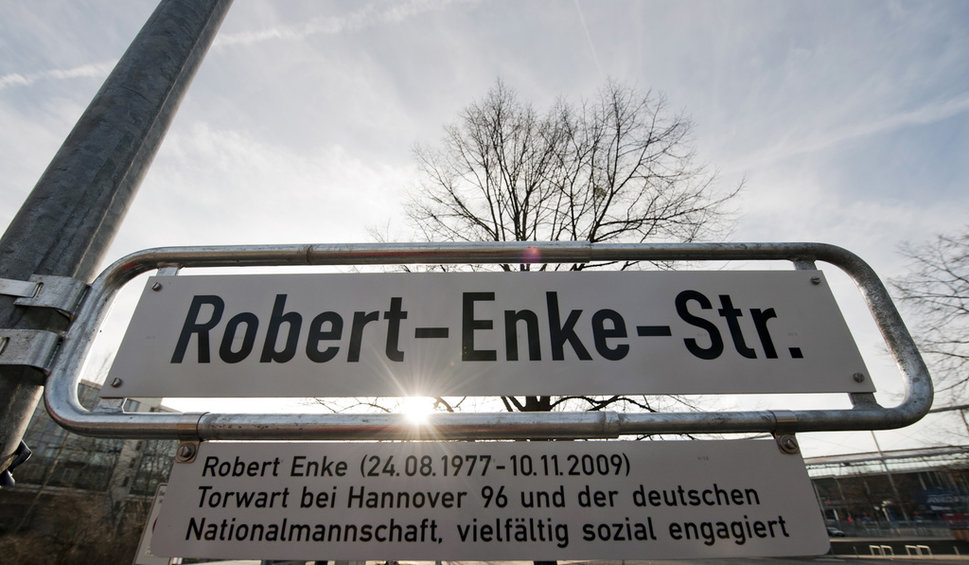 Robert-Enke-Str.
Robert Enke (24.08.1977-10.11.2009)
Torwart bei Hannover 96 und der deutschen
Nationalmannschaft, vielfältig sozial engagiert